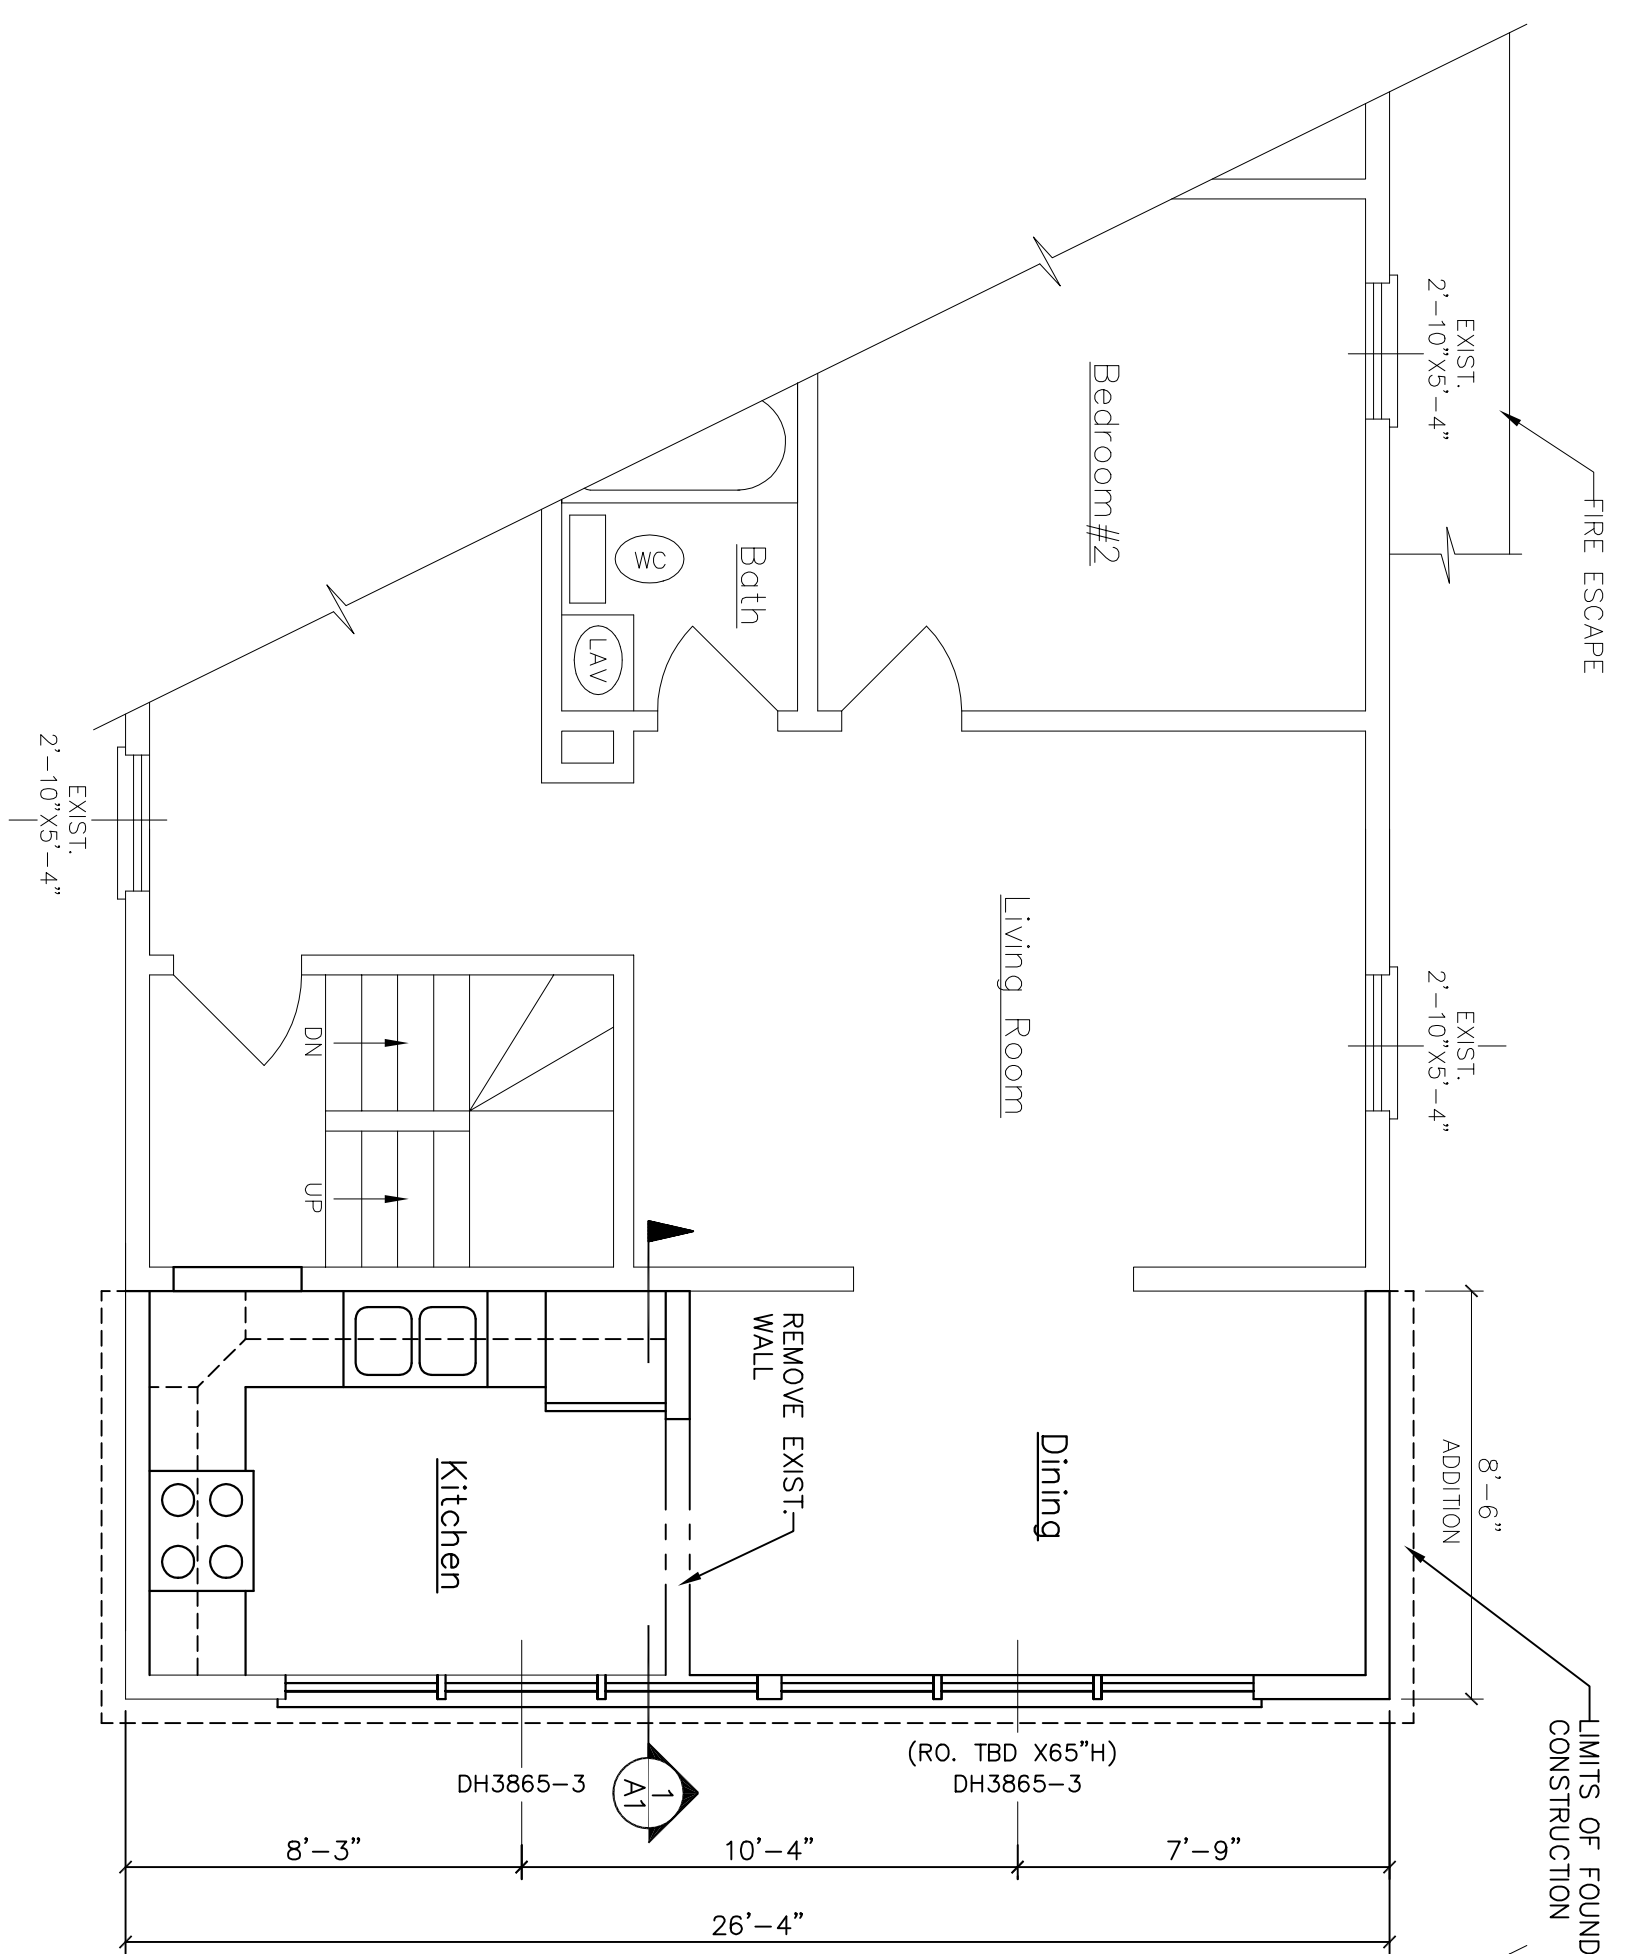 FIRE ESCAPE
EXIST.
2'-10"X5'-4"
Bedroom #2
Bath
WC
LAV
EXIST.
2'-10"X5'-4"
EXIST.
2'-10"X5'-4"
Living Room
DN
UP
REMOVE EXIST.
WALL
Dining
Kitchen
8'-6"
ADDITION
LIMITS OF FOUND
CONSTRUCTION
(RO. TBD X65"H)
DH3865-3
DH3865-3
1
A1
8'-3"
10'-4"
7'-9"
26'-4"